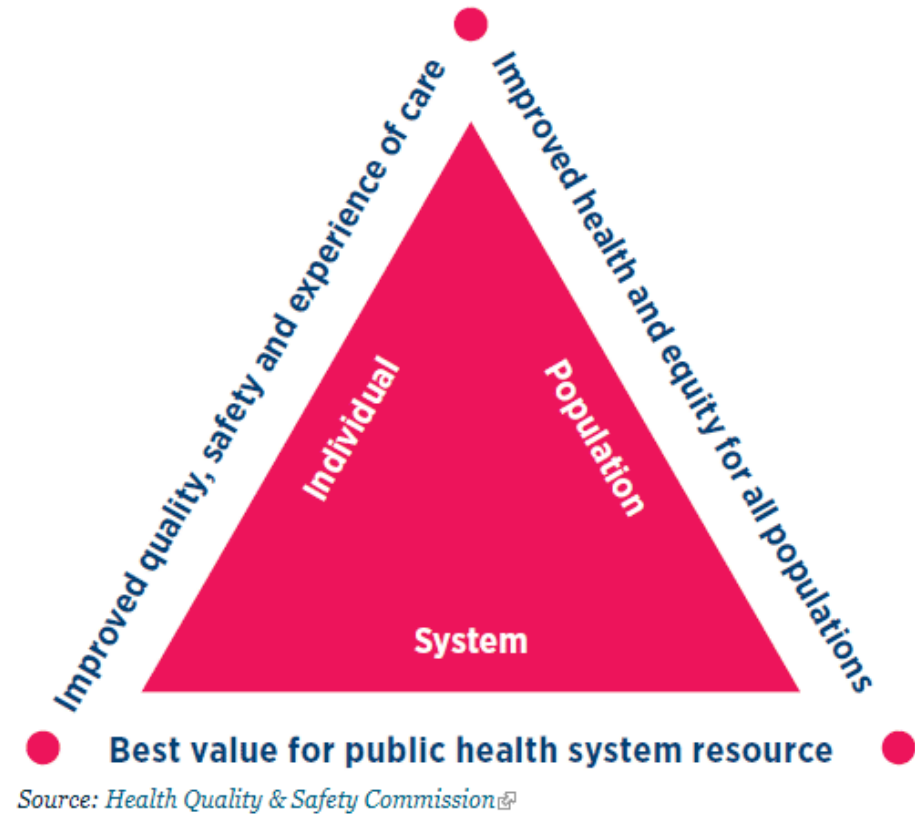 Improved quality, safety and experience of care
Improved health and equity for all populations
Individual
Population
System
Best value for public health system resource
Source: Health Quality & Safety Commission